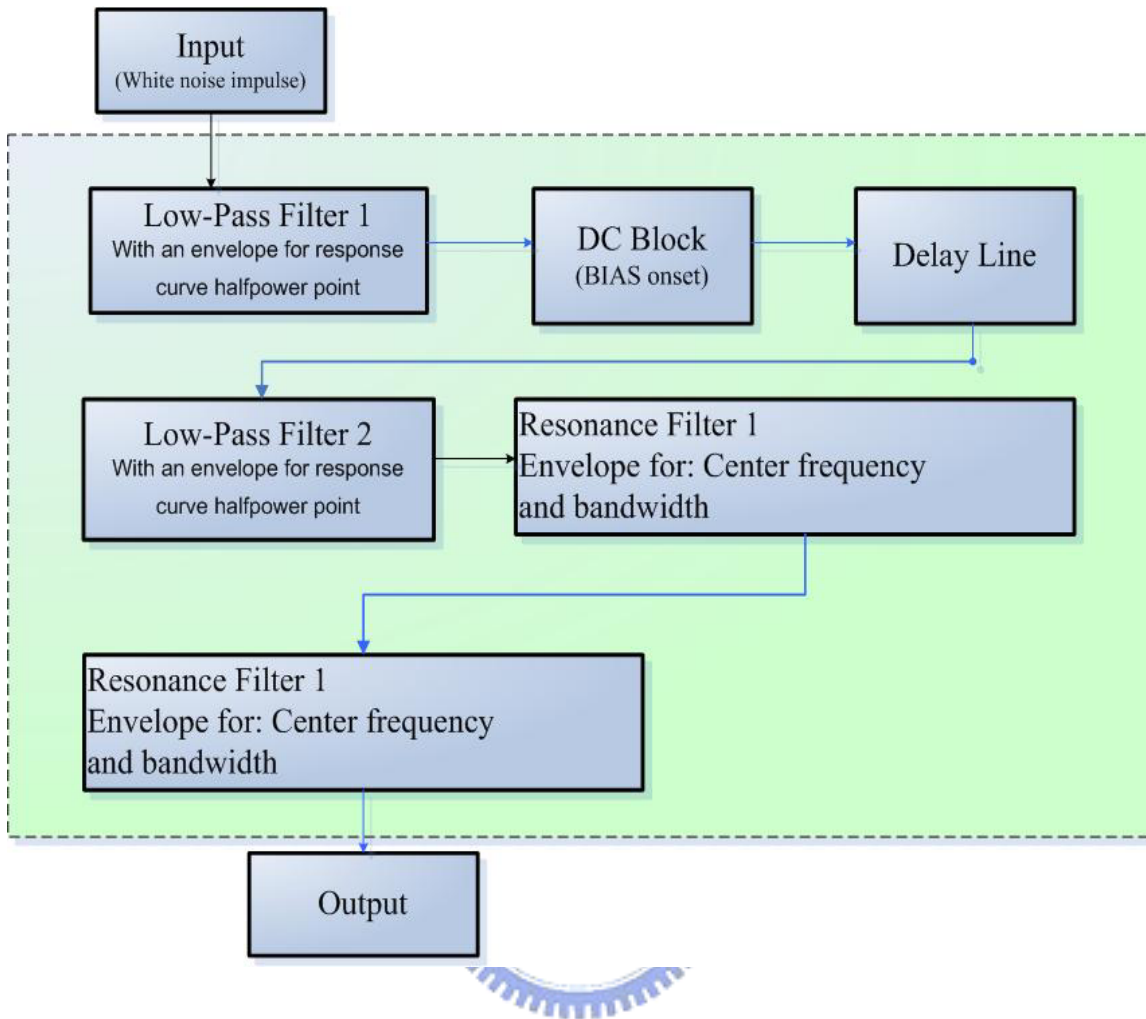 Input
(White noise impulse)
Low-Pass Filter 1
With an envelope for response
curve halfpower point
DC Block
(BIAS onset)
Delay Line
Low-Pass Filter 2
With an envelope for response
curve halfpower point
Resonance Filter 1
Envelope for: Center frequency
and bandwidth
Resonance Filter 1
Envelope for: Center frequency
and bandwidth
Output